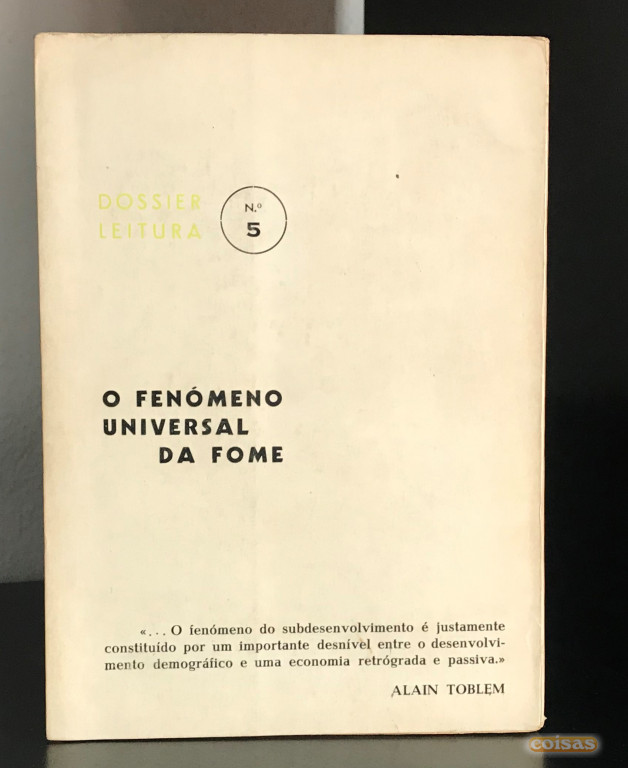 DOSSIER
LEITURA
N.º
5
O FENÓMENO
UNIVERSAL
DA FOME
«... O fenómeno do subdesenvolvimento é justamente
constituído por um importante desnível entre o desenvolvi-
mento demográfico e uma economia retrógrada e passiva.»
ALAIN TOBLEM
coisas